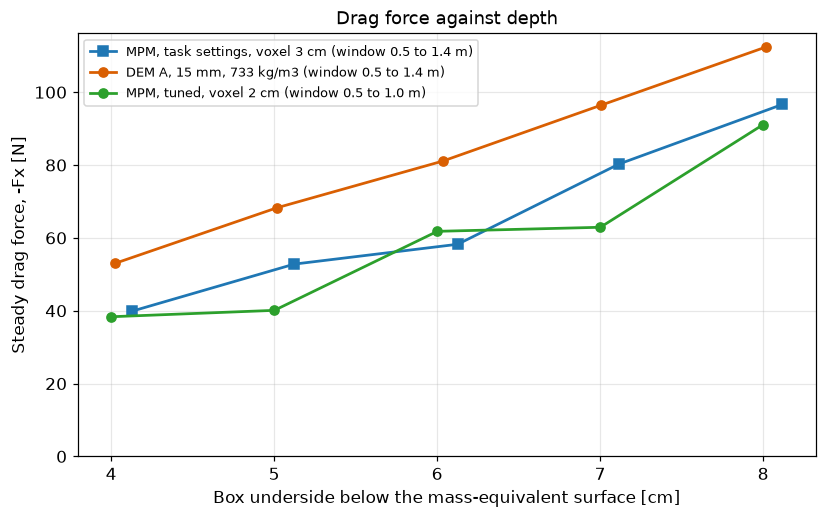 Drag force against depth
MPM, task settings, voxel 3 cm (window 0.5 to 1.4 m)
DEM A, 15 mm, 733 kg/m3 (window 0.5 to 1.4 m)
MPM, tuned, voxel 2 cm (window 0.5 to 1.0 m)
Steady drag force, -Fx [N]
100
80
60
40
20
0
4 5 6 7 8
Box underside below the mass-equivalent surface [cm]